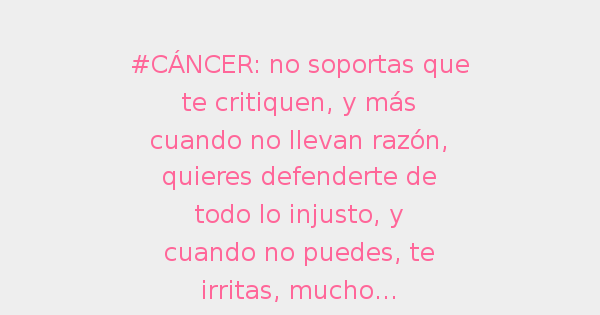 #CÁNCER: no soportas que
te critiquen, y más
cuando no llevan razón,
quieres defenderte de
todo lo injusto, y
cuando no puedes, te
irritas, mucho...